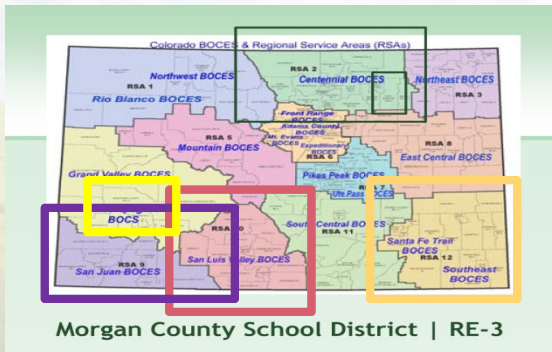 Colorado BOCES & Regional Service Areas (RSAs)
RSA 1
Northwest BOCES
Rio Blanco BOCES
RSA 2
Centennial BOCES
Northeast BOCES
RSA 3
Front Range
BOCES
Adams County
BOCES
Mt. Evans
BOCES
Expeditionary
BOCES
RSA 6
RSA 5
Mountain BOCES
RSA 8
East Central BOCES
Grand Valley BOCES
Pikes Peak BOCES
RSA 7
Ute Pass BOCES
BOCS
South Central BOCES
RSA 11
Santa Fe Trail
BOCES
RSA 12
Southeast
BOCES
RSA 9
San Juan BOCES
San Luis Valley BOCES
Morgan County School District | RE-3